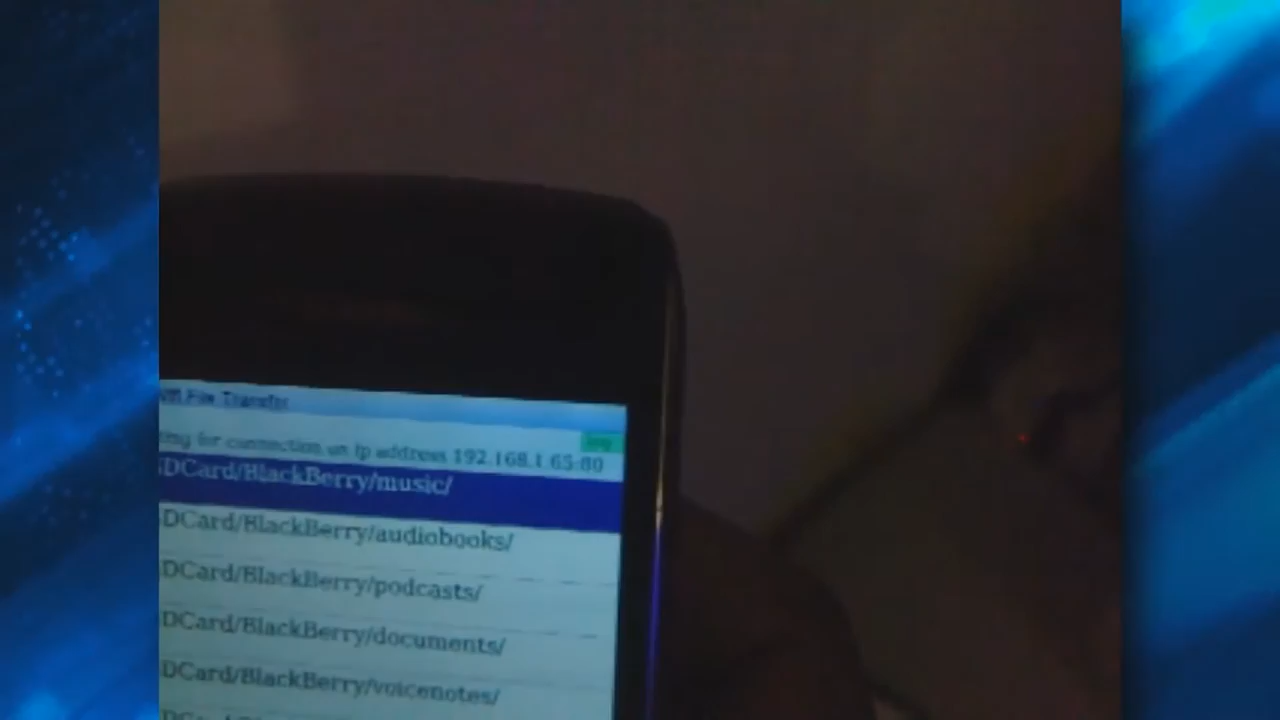 File Transfer
for connection on ip address 192.168.1.65:80
DCard/BlackBerry/music/
DCard/BlackBerry/audiobooks/
DCard/BlackBerry/podcasts/
DCard/BlackBerry/documents/
DCard/BlackBerry/voicenotes/